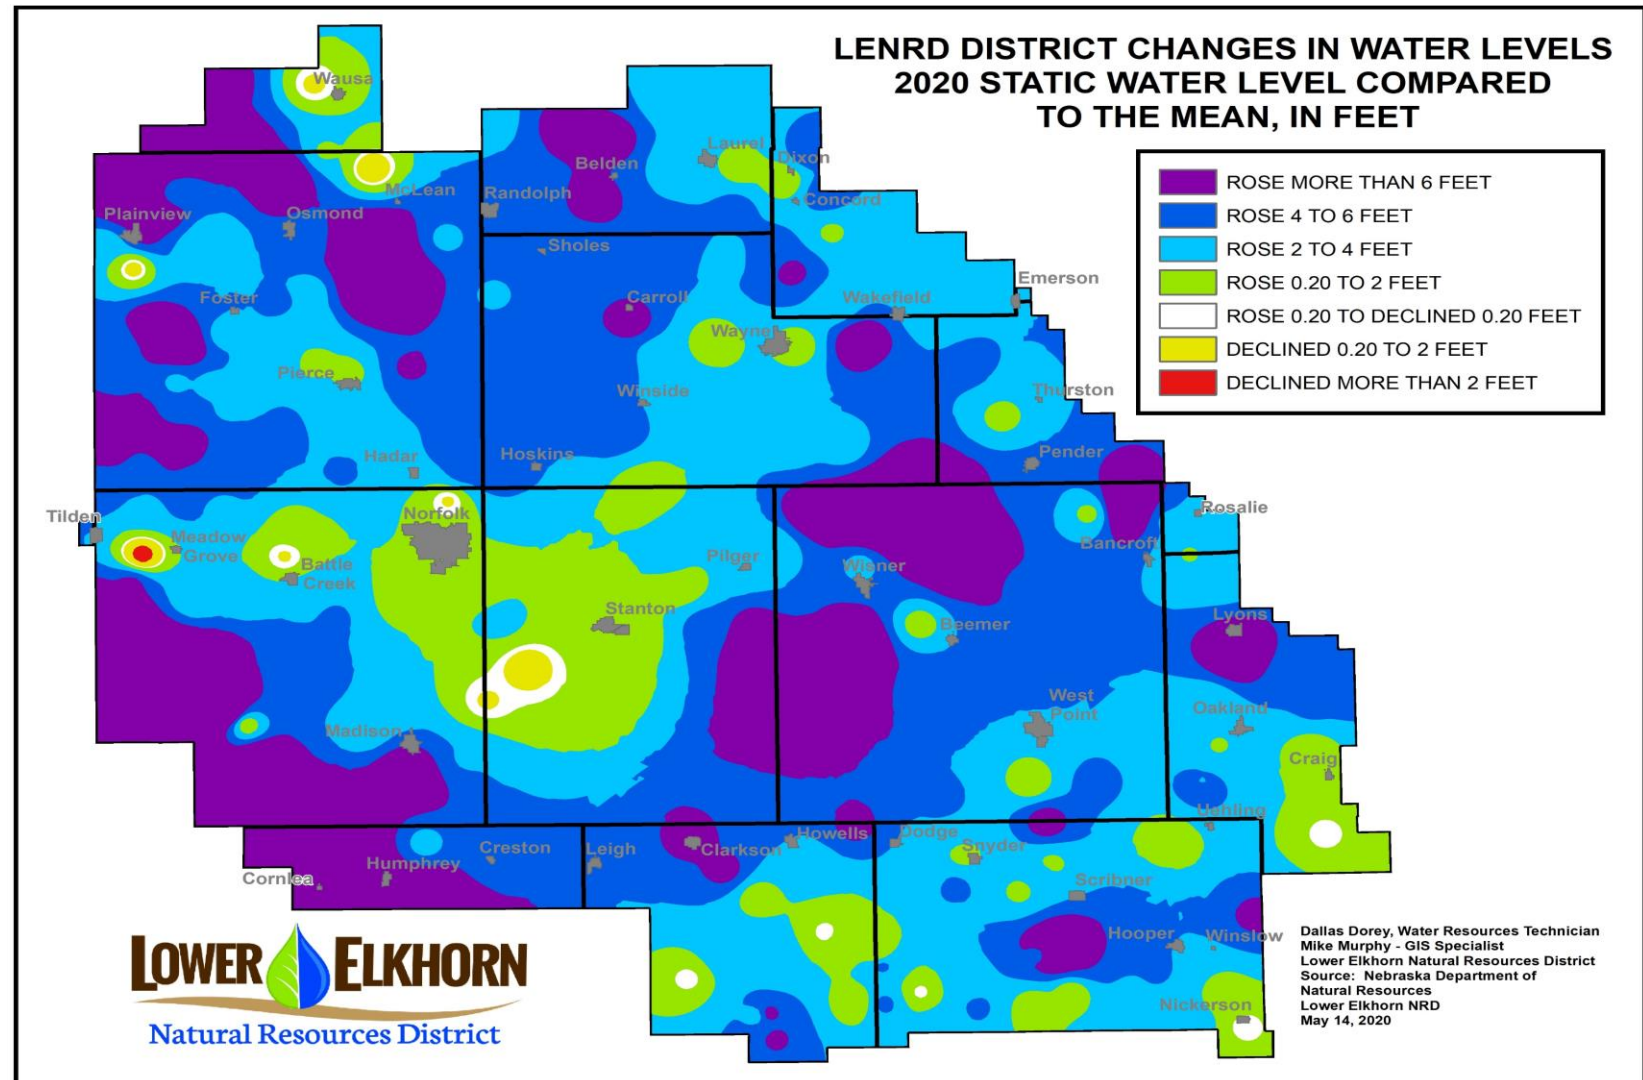 LENRD DISTRICT CHANGES IN WATER LEVELS
2020 STATIC WATER LEVEL COMPARED
TO THE MEAN, IN FEET
ROSE MORE THAN 6 FEET
ROSE 4 TO 6 FEET
ROSE 2 TO 4 FEET
ROSE 0.20 TO 2 FEET
ROSE 0.20 TO DECLINED 0.20 FEET
DECLINED 0.20 TO 2 FEET
DECLINED MORE THAN 2 FEET
Wausa
Laurel
Dixon
Belden
McLean
Randolph
Concord
Plainview
Osmond
Sholes
Emerson
Foster
Carroll
Wakefield
Wayne
Pierce
Winside
Thurston
Hadar
Hoskins
Pender
Tilden
Norfolk
Rosalie
Meadow
Grove
Battle
Creek
Pilger
Wisner
Bancroft
Stanton
Beemer
Lyons
Madison
West
Point
Oakland
Craig
Uehling
Humphrey
Creston
Leigh
Clarkson
Howells
Dodge
Snyder
Cornlea
Scribner
Hooper
Winslow
Nickerson
LOWER ELKHORN
Natural Resources District
Dallas Dorey, Water Resources Technician
Mike Murphy - GIS Specialist
Lower Elkhorn Natural Resources District
Source: Nebraska Department of
Natural Resources
Lower Elkhorn NRD
May 14, 2020